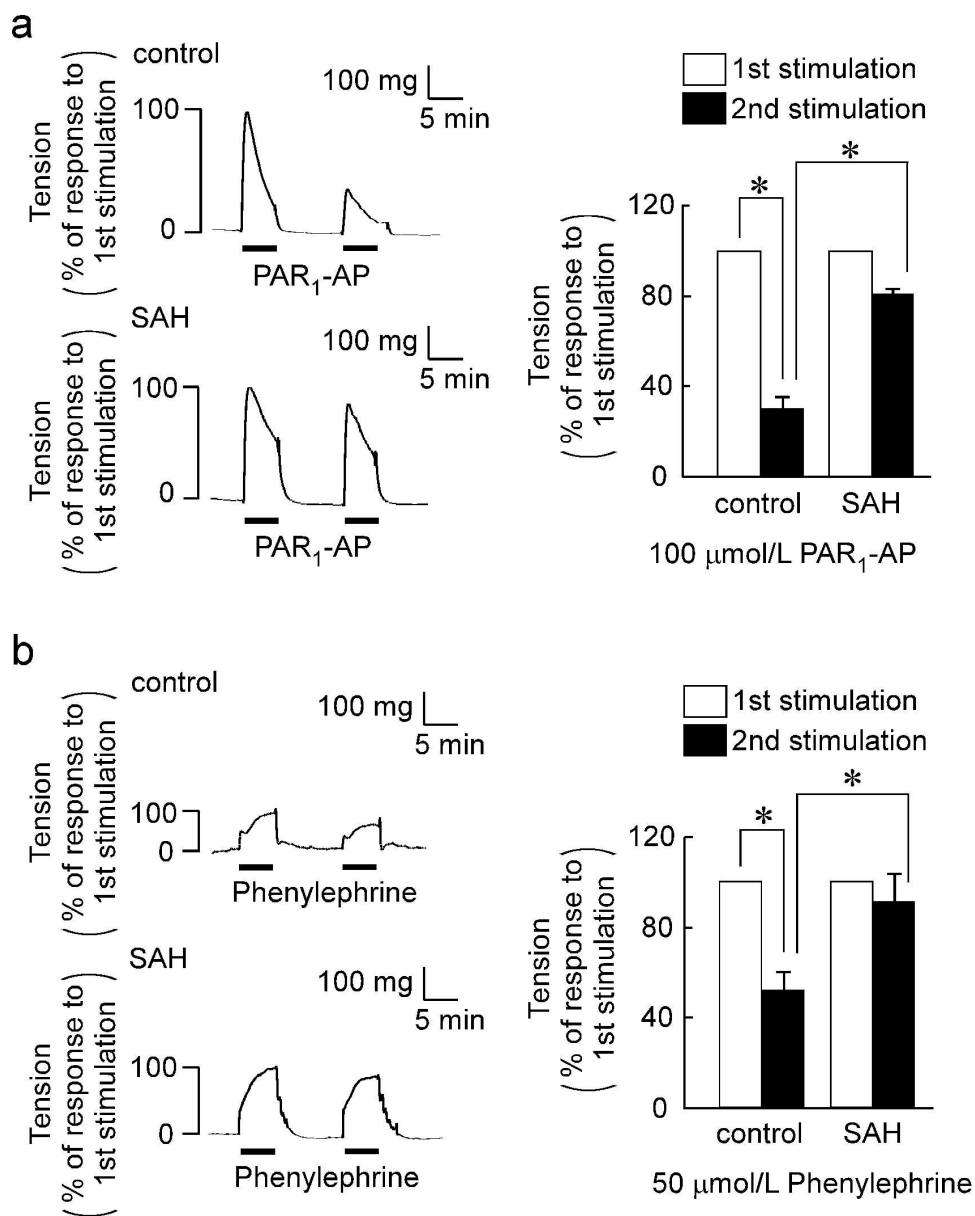 a
control
100 mg
5 min
Tension
(% of response to
1st stimulation)
100
0
PAR1-AP
SAH
100 mg
5 min
Tension
(% of response to
1st stimulation)
100
0
PAR1-AP
1st stimulation
2nd stimulation
*
*
Tension
(% of response to
1st stimulation)
120
80
40
0
control SAH
100 μmol/L PAR1-AP
b
control
100 mg
5 min
Tension
(% of response to
1st stimulation)
100
0
Phenylephrine
SAH
100 mg
5 min
Tension
(% of response to
1st stimulation)
100
0
Phenylephrine
1st stimulation
2nd stimulation
*
*
Tension
(% of response to
1st stimulation)
120
80
40
0
control SAH
50 μmol/L Phenylephrine